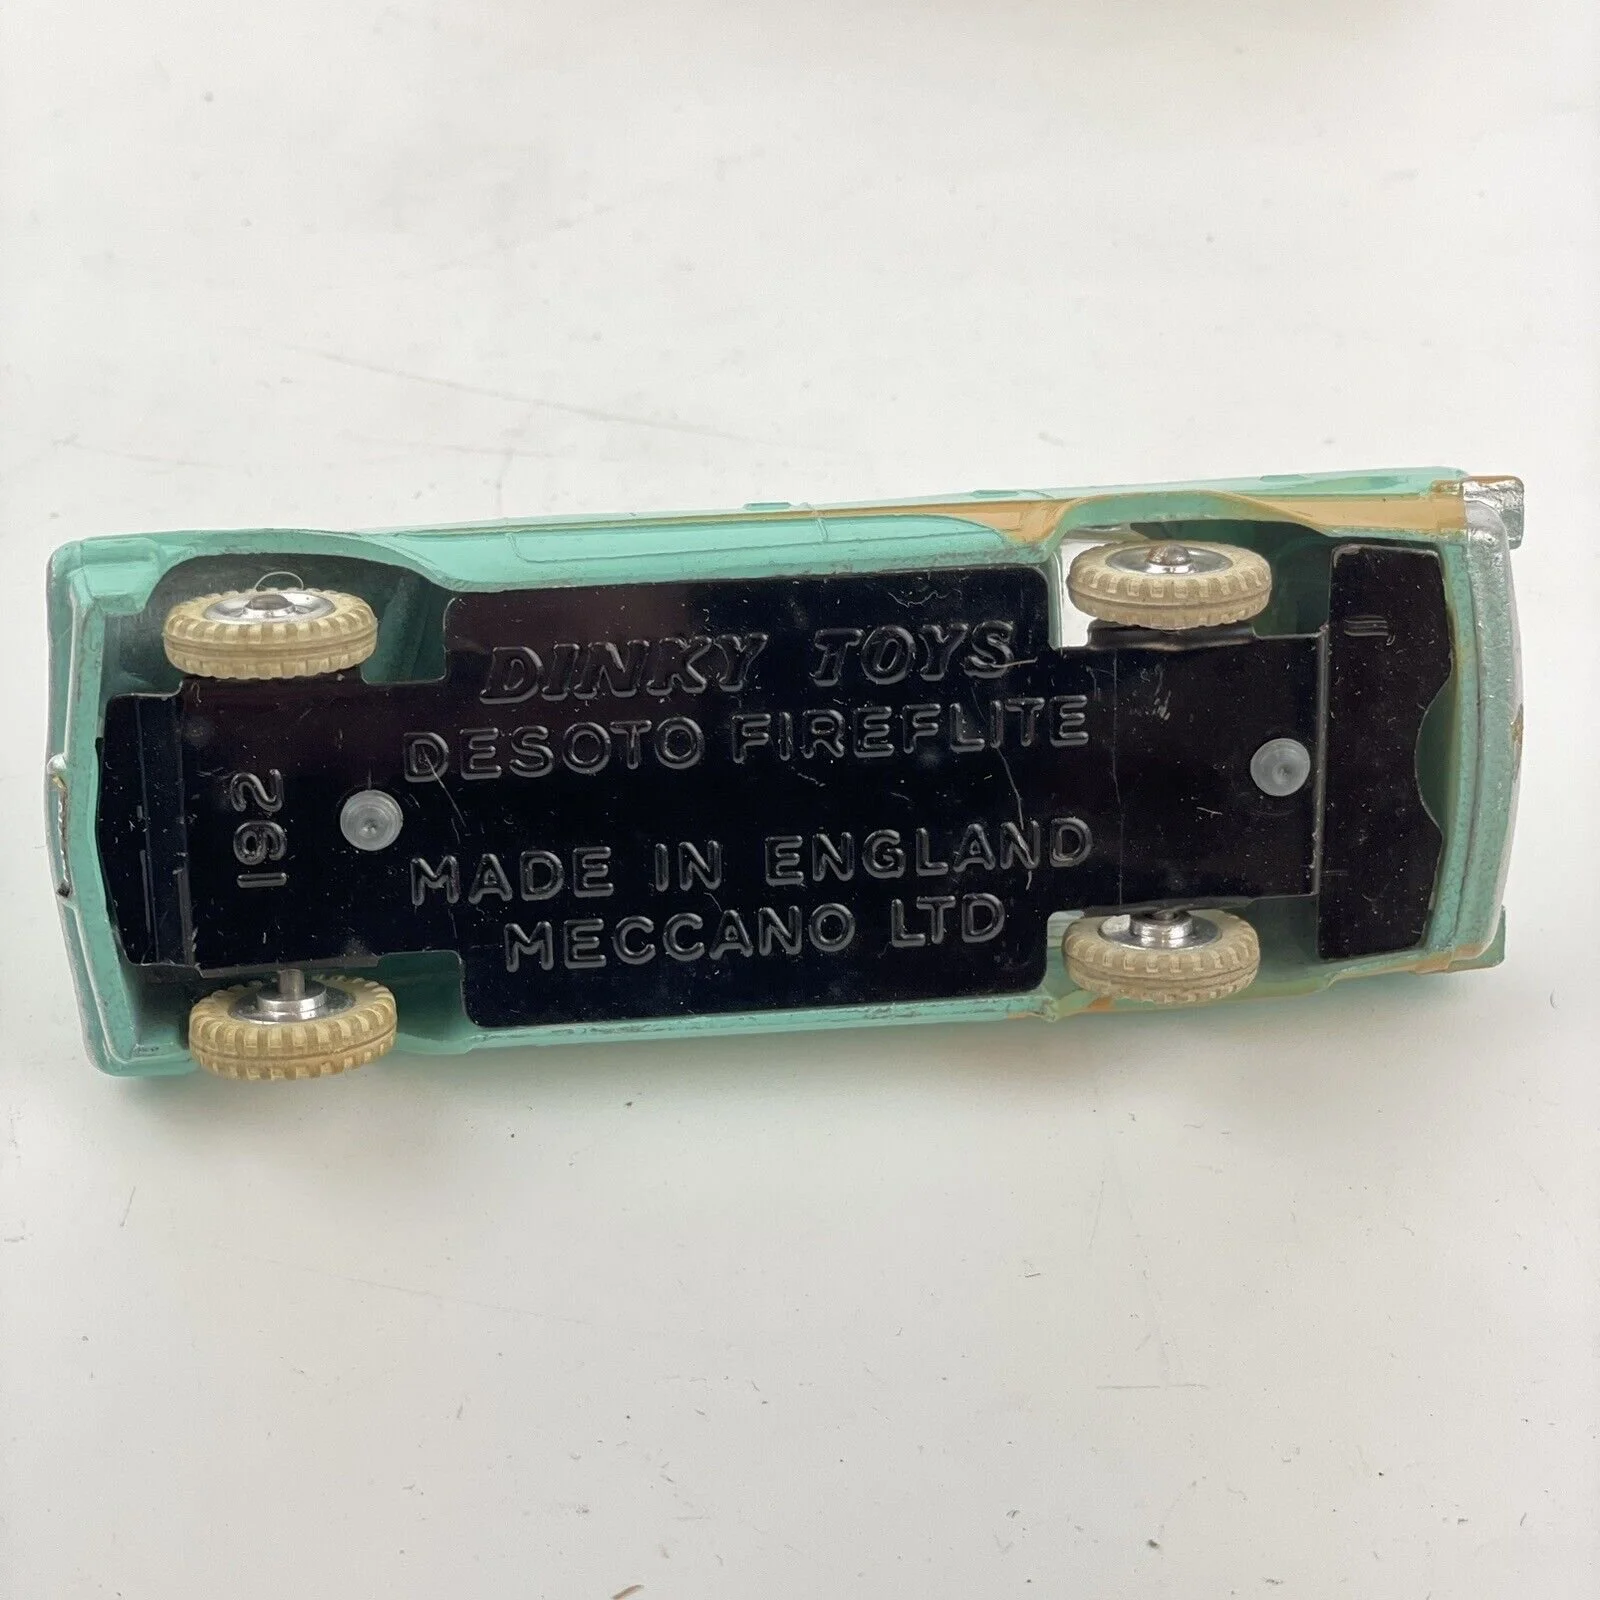 DINKY TOYS
DESOTO FIREFLITE
192
MADE IN ENGLAND
MECCANO LTD